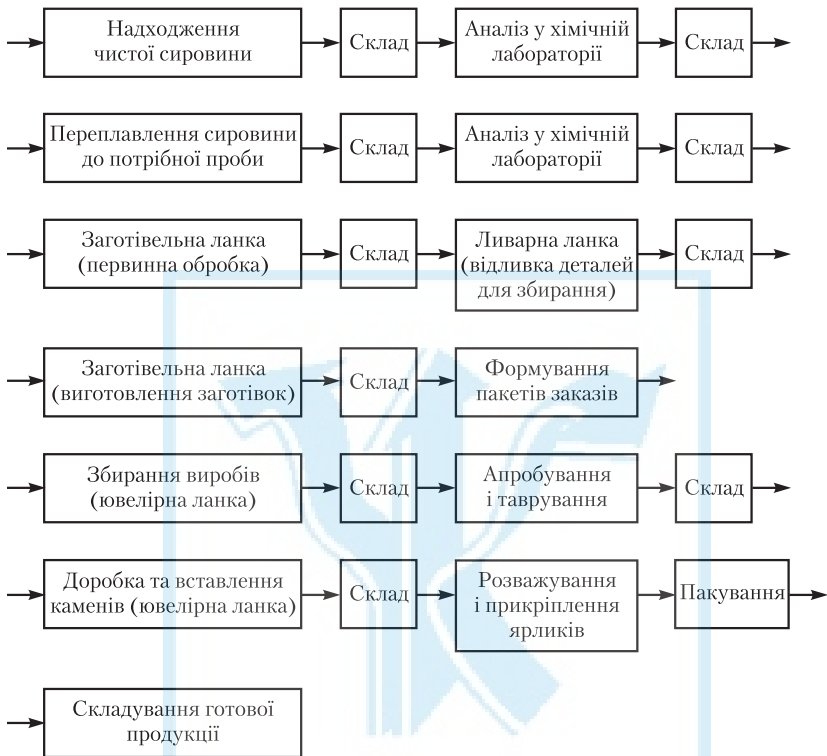 Надходження
чистої сировини
Склад
Аналіз у хімічній
лабораторії
Склад
Переплавлення сировини
до потрібної проби
Склад
Аналіз у хімічній
лабораторії
Склад
Заготівельна ланка
(первинна обробка)
Склад
Ливарна ланка
(відливка деталей
для збирання)
Склад
Заготівельна ланка
(виготовлення заготівок)
Склад
Формування
пакетів заказів
Збирання виробів
(ювелірна ланка)
Склад
Апробування
і таврування
Склад
Доробка та вставлення
каменів (ювелірна ланка)
Склад
Розважування
і прикріплення
ярликів
Пакування
Складування готової
продукції